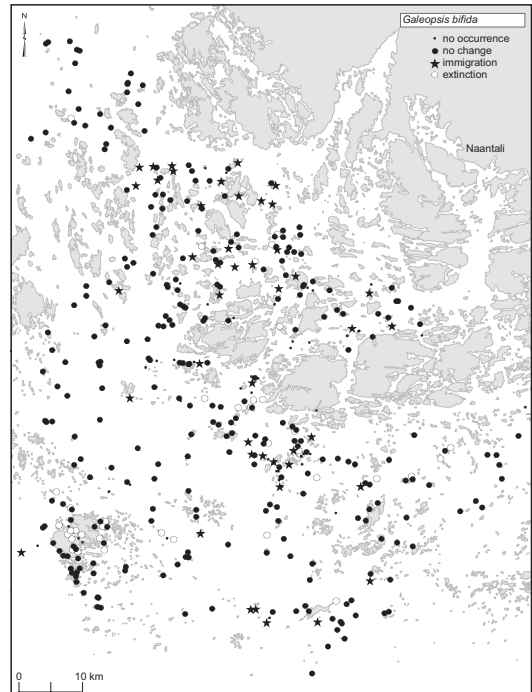 N
Galeopsis bifida
no occurrence
no change
immigration
extinction
Naantali
0 10 km